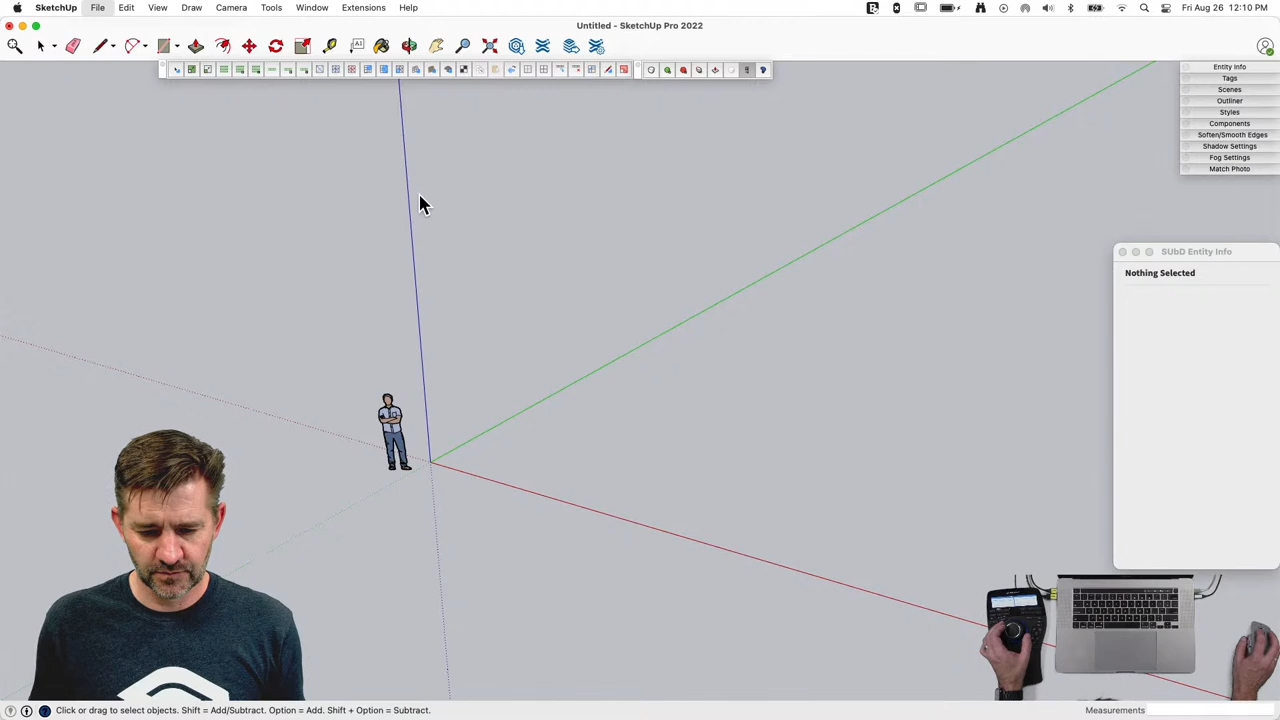 SketchUp File Edit View Draw Camera Tools Window Extensions Help Fri Aug 26 12:10 PM
Untitled - SketchUp Pro 2022
Entity Info
Tags
Scenes
Outliner
Styles
Components
Soften/Smooth Edges
Shadow Settings
Fog Settings
Match Photo
SUbD Entity Info
Nothing Selected
Click or drag to select objects. Shift = Add/Subtract. Option = Add. Shift + Option = Subtract. Measurements